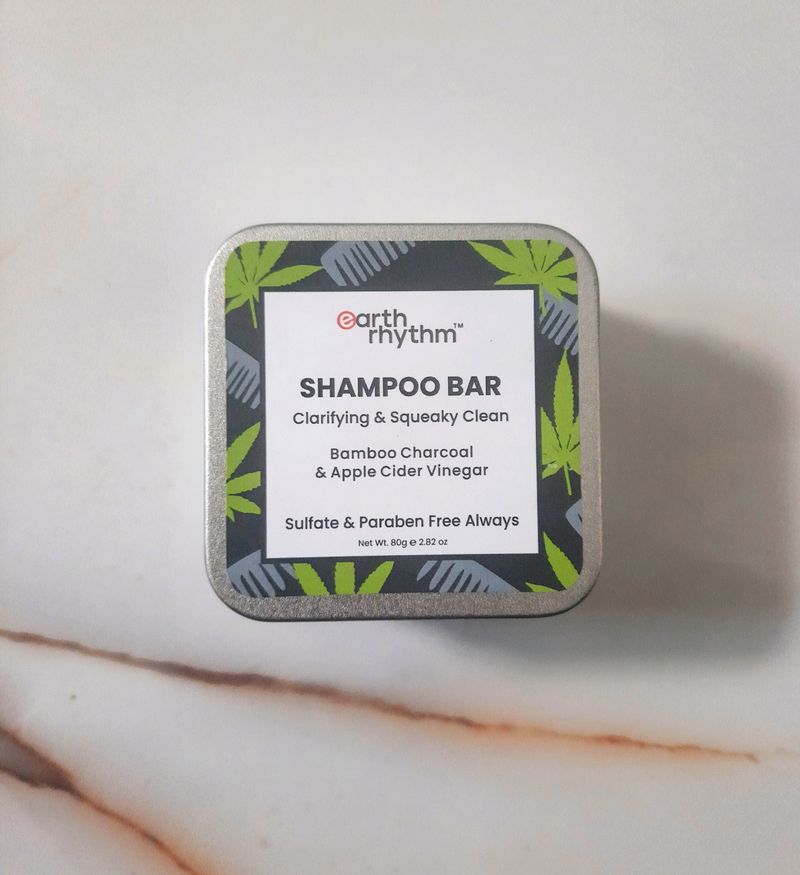 earth
rhythm™
SHAMPOO BAR
Clarifying & Squeaky Clean
Bamboo Charcoal
& Apple Cider Vinegar
Sulfate & Paraben Free Always
Net Wt. 80g ℮ 2.82 oz